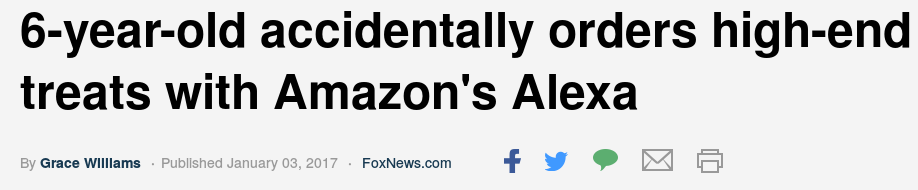 6-year-old accidentally orders high-end
treats with Amazon's Alexa
By Grace Williams · Published January 03, 2017 · FoxNews.com